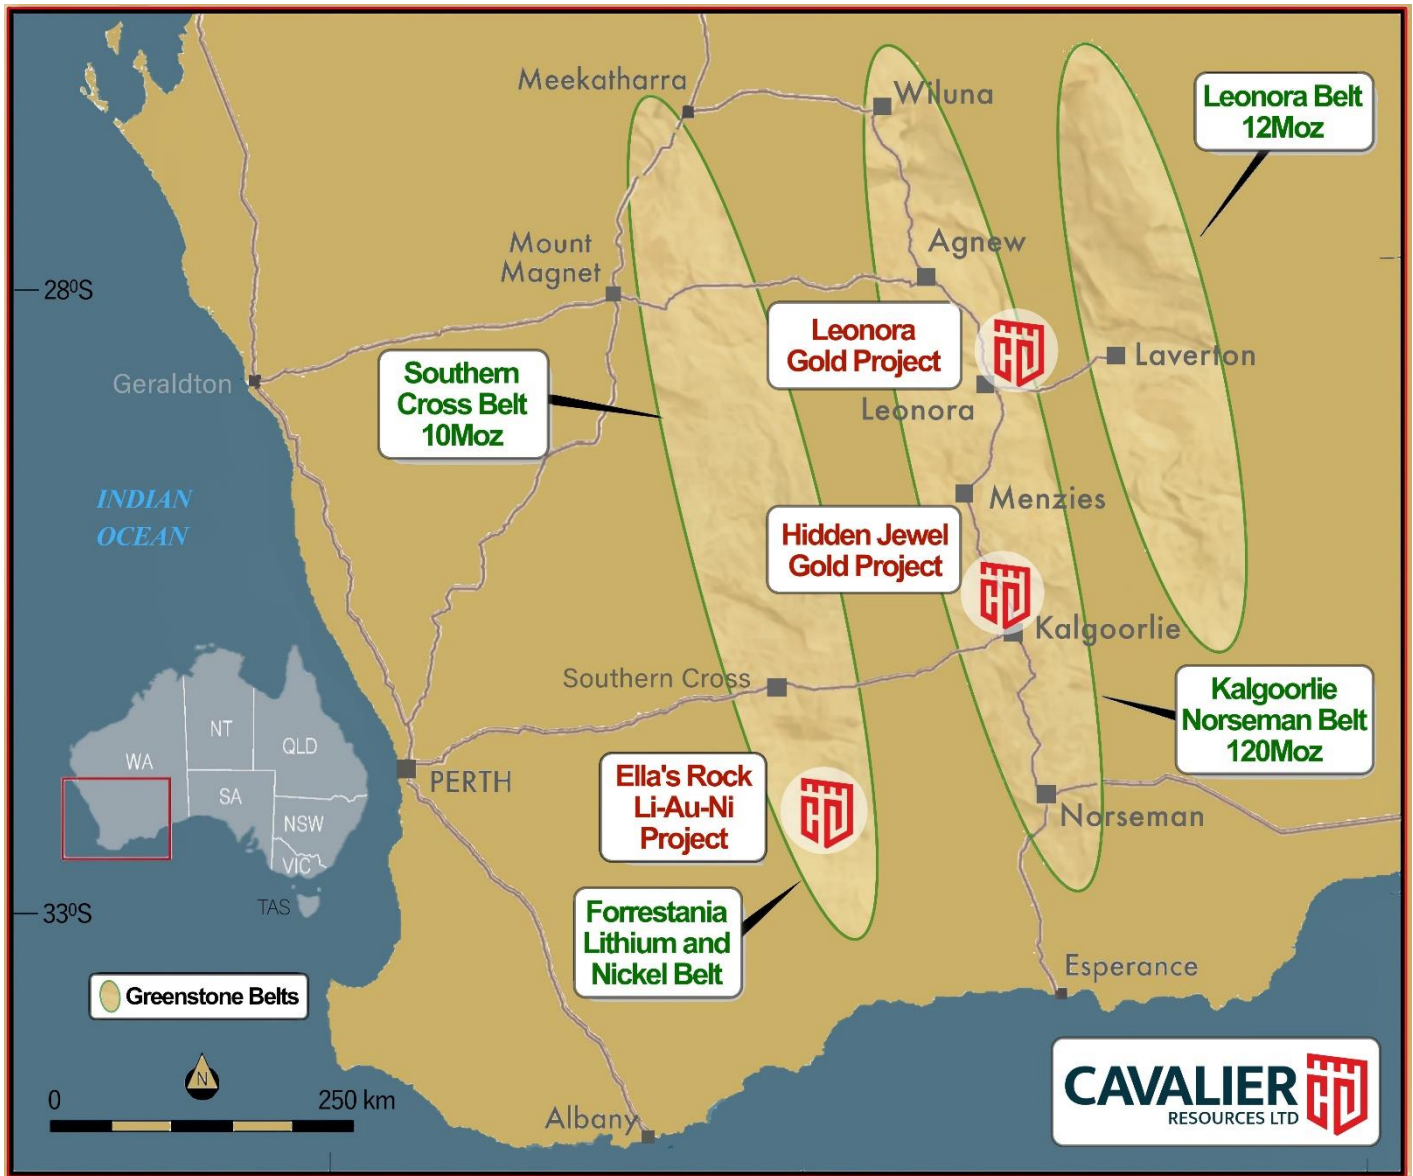 Meekatharra
Wiluna
Leonora Belt
12Moz
Mount
Magnet
Agnew
28⁰S
Leonora
Gold Project
Laverton
Geraldton
Southern
Cross Belt
10Moz
Leonora
INDIAN
OCEAN
Menzies
Hidden Jewel
Gold Project
Kalgoorlie
Southern Cross
Kalgoorlie
Norseman Belt
120Moz
NT
QLD
WA
SA
NSW
VIC
TAS
PERTH
Ella's Rock
Li-Au-Ni
Project
Norseman
33⁰S
Forrestania
Lithium and
Nickel Belt
Esperance
Greenstone Belts
N
0 250 km
Albany
CAVALIER
RESOURCES LTD